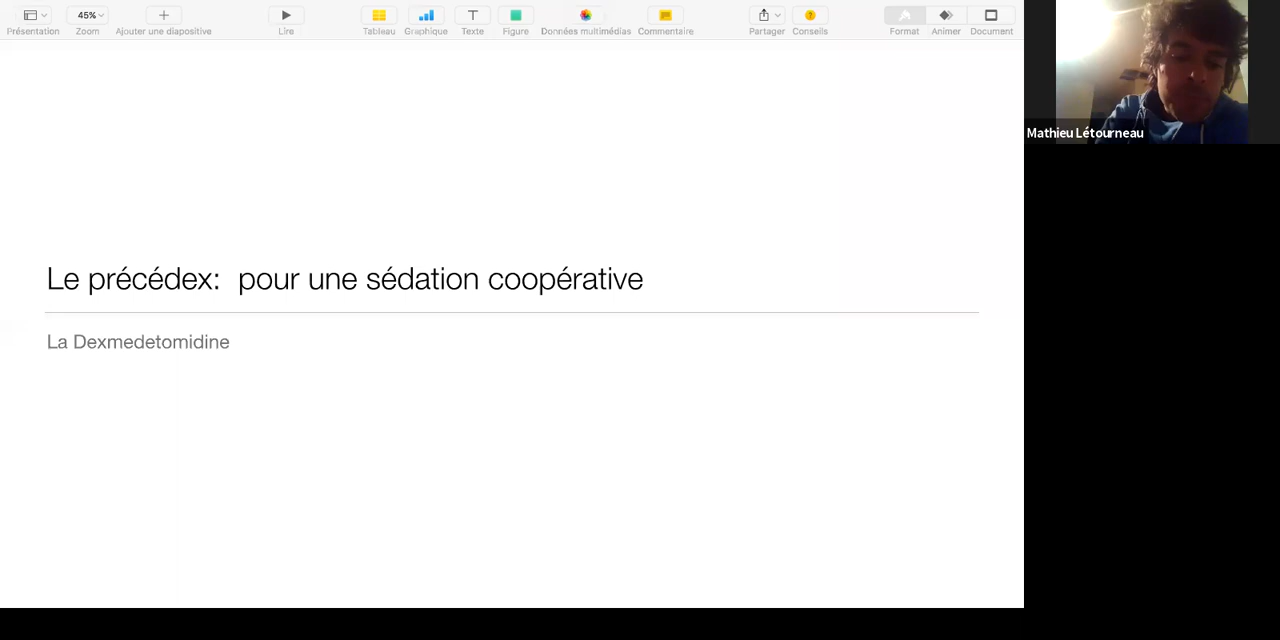 45%
Présentation Zoom Ajouter une diapositive Lire Tableau Graphique Texte Figure Données multimédias Commentaire Partager Conseils Format Animer Document
Mathieu Létourneau
Le précédex: pour une sédation coopérative
La Dexmedetomidine